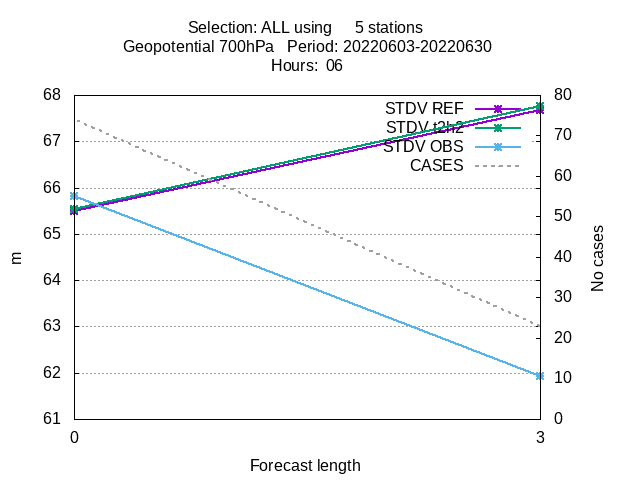 Selection: ALL using     5 stations
Geopotential 700hPa   Period: 20220603-20220630
Hours:  06
STDV REF
STDV t2h2
STDV OBS
CASES
68
67
66
65
64
63
62
61
m
80
70
60
50
40
30
20
10
0
No cases
0
3
Forecast length